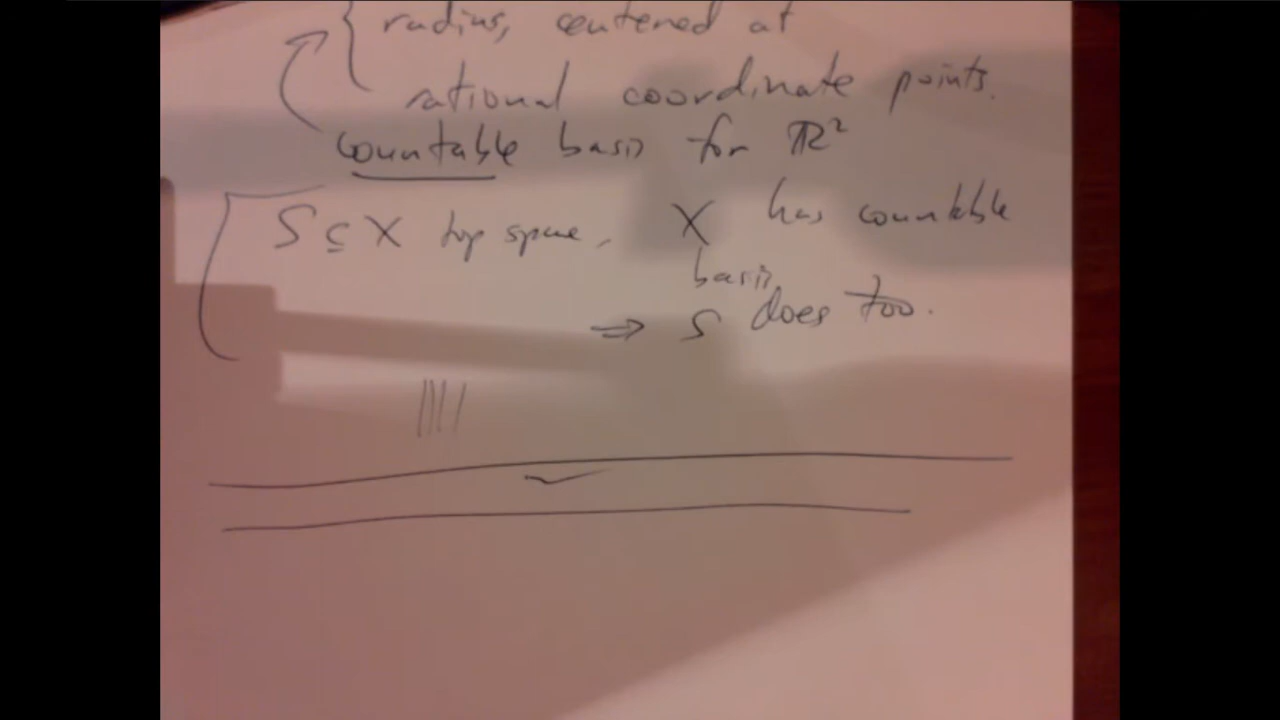 radius, centered at
rational coordinate points.
countable basis for ℝ²
S ⊆ X top space, X has countable
basis
⇒ S does too.